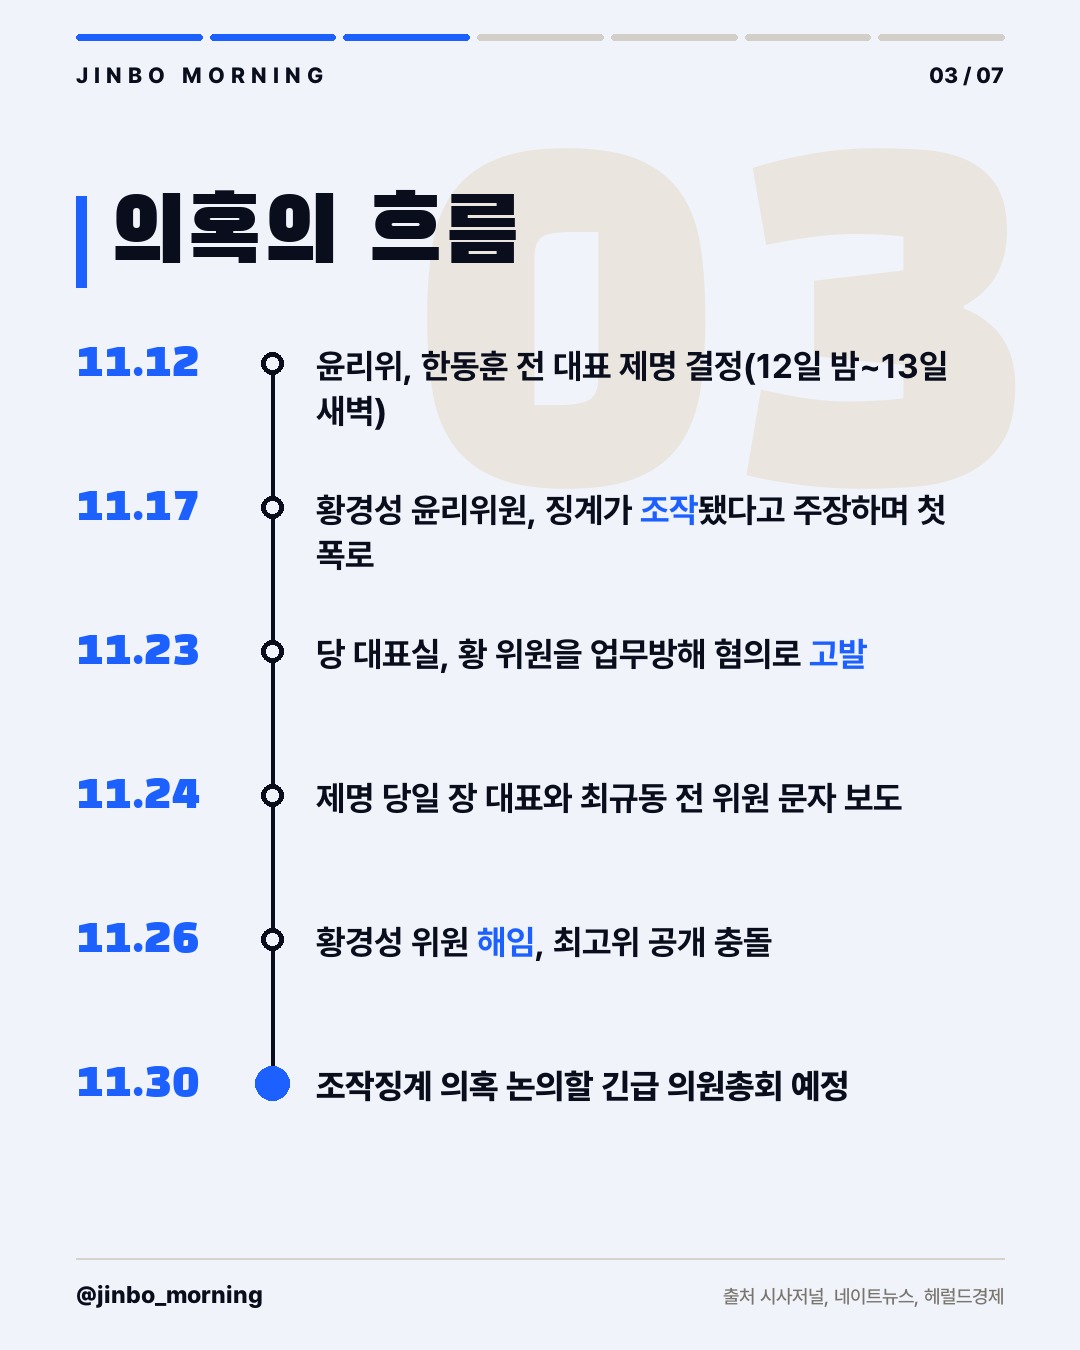 JINBO MORNING
03 / 07
03
의혹의 흐름
11.12
윤리위, 한동훈 전 대표 제명 결정(12일 밤~13일
새벽)
11.17
황경성 윤리위원, 징계가 조작됐다고 주장하며 첫
폭로
11.23
당 대표실, 황 위원을 업무방해 혐의로 고발
11.24
제명 당일 장 대표와 최규동 전 위원 문자 보도
11.26
황경성 위원 해임, 최고위 공개 충돌
11.30
조작징계 의혹 논의할 긴급 의원총회 예정
@jinbo_morning
출처 시사저널, 네이트뉴스, 헤럴드경제